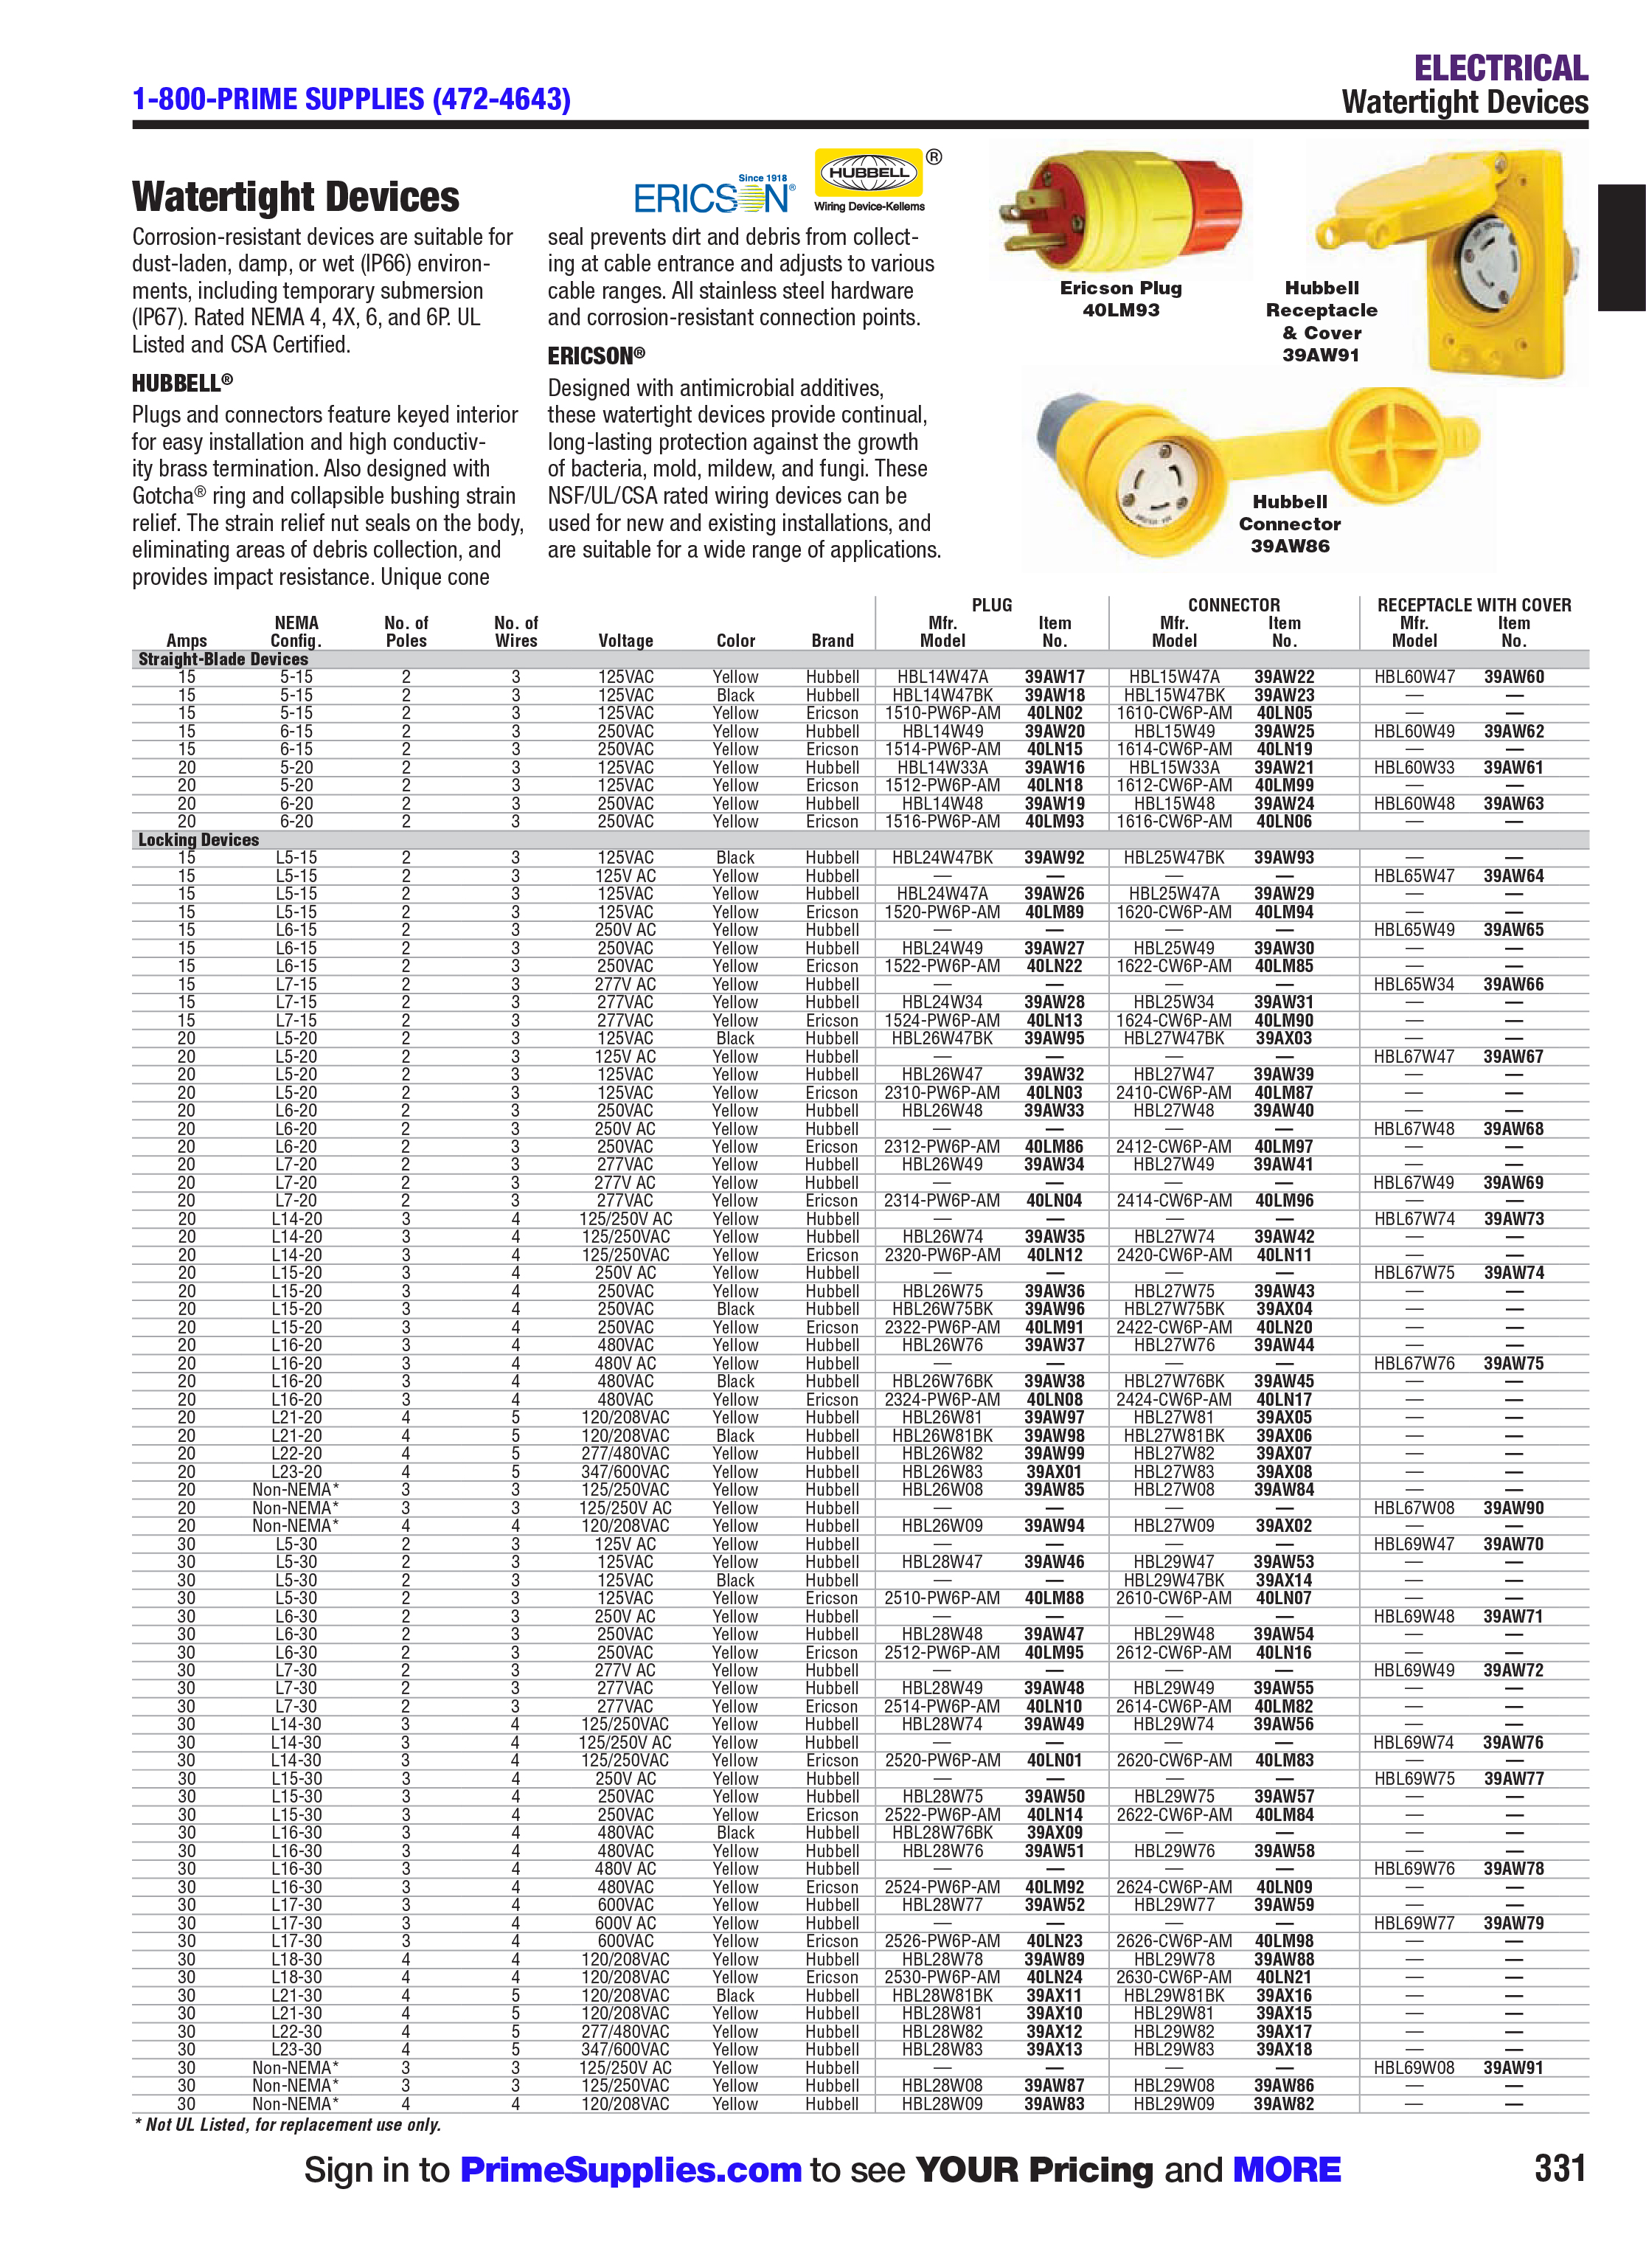 ELECTRICAL
1-800-PRIME SUPPLIES (472-4643)
Watertight Devices
Watertight Devices
Since 1918
ERICSON®
HUBBELL
®
Wiring Device-Kellems
Corrosion-resistant devices are suitable for
dust-laden, damp, or wet (IP66) environ-
ments, including temporary submersion
(IP67). Rated NEMA 4, 4X, 6, and 6P. UL
Listed and CSA Certified.
HUBBELL®
Plugs and connectors feature keyed interior
for easy installation and high conductiv-
ity brass termination. Also designed with
Gotcha® ring and collapsible bushing strain
relief. The strain relief nut seals on the body,
eliminating areas of debris collection, and
provides impact resistance. Unique cone
seal prevents dirt and debris from collect-
ing at cable entrance and adjusts to various
cable ranges. All stainless steel hardware
and corrosion-resistant connection points.
ERICSON®
Designed with antimicrobial additives,
these watertight devices provide continual,
long-lasting protection against the growth
of bacteria, mold, mildew, and fungi. These
NSF/UL/CSA rated wiring devices can be
used for new and existing installations, and
are suitable for a wide range of applications.
Ericson Plug
40LM93
Hubbell
Receptacle
& Cover
39AW91
Hubbell
Connector
39AW86
PLUG CONNECTOR RECEPTACLE WITH COVER
NEMA No. of No. of Mfr. Item Mfr. Item Mfr. Item
Amps Config. Poles Wires Voltage Color Brand Model No. Model No. Model No.
Straight-Blade Devices
15 5-15 2 3 125VAC Yellow Hubbell HBL14W47A 39AW17 HBL15W47A 39AW22 HBL60W47 39AW60
15 5-15 2 3 125VAC Black Hubbell HBL14W47BK 39AW18 HBL15W47BK 39AW23 — —
15 5-15 2 3 125VAC Yellow Ericson 1510-PW6P-AM 40LN02 1610-CW6P-AM 40LN05 — —
15 6-15 2 3 250VAC Yellow Hubbell HBL14W49 39AW20 HBL15W49 39AW25 HBL60W49 39AW62
15 6-15 2 3 250VAC Yellow Ericson 1514-PW6P-AM 40LN15 1614-CW6P-AM 40LN19 — —
20 5-20 2 3 125VAC Yellow Hubbell HBL14W33A 39AW16 HBL15W33A 39AW21 HBL60W33 39AW61
20 5-20 2 3 125VAC Yellow Ericson 1512-PW6P-AM 40LN18 1612-CW6P-AM 40LM99 — —
20 6-20 2 3 250VAC Yellow Hubbell HBL14W48 39AW19 HBL15W48 39AW24 HBL60W48 39AW63
20 6-20 2 3 250VAC Yellow Ericson 1516-PW6P-AM 40LM93 1616-CW6P-AM 40LN06 — —
Locking Devices
15 L5-15 2 3 125VAC Black Hubbell HBL24W47BK 39AW92 HBL25W47BK 39AW93 — —
15 L5-15 2 3 125V AC Yellow Hubbell — — — — HBL65W47 39AW64
15 L5-15 2 3 125VAC Yellow Hubbell HBL24W47A 39AW26 HBL25W47A 39AW29 — —
15 L5-15 2 3 125VAC Yellow Ericson 1520-PW6P-AM 40LM89 1620-CW6P-AM 40LM94 — —
15 L6-15 2 3 250V AC Yellow Hubbell — — — — HBL65W49 39AW65
15 L6-15 2 3 250VAC Yellow Hubbell HBL24W49 39AW27 HBL25W49 39AW30 — —
15 L6-15 2 3 250VAC Yellow Ericson 1522-PW6P-AM 40LN22 1622-CW6P-AM 40LM85 — —
15 L7-15 2 3 277V AC Yellow Hubbell — — — — HBL65W34 39AW66
15 L7-15 2 3 277VAC Yellow Hubbell HBL24W34 39AW28 HBL25W34 39AW31 — —
15 L7-15 2 3 277VAC Yellow Ericson 1524-PW6P-AM 40LN13 1624-CW6P-AM 40LM90 — —
20 L5-20 2 3 125VAC Black Hubbell HBL26W47BK 39AW95 HBL27W47BK 39AX03 — —
20 L5-20 2 3 125V AC Yellow Hubbell — — — — HBL67W47 39AW67
20 L5-20 2 3 125VAC Yellow Hubbell HBL26W47 39AW32 HBL27W47 39AW39 — —
20 L5-20 2 3 125VAC Yellow Ericson 2310-PW6P-AM 40LN03 2410-CW6P-AM 40LM87 — —
20 L6-20 2 3 250VAC Yellow Hubbell HBL26W48 39AW33 HBL27W48 39AW40 — —
20 L6-20 2 3 250V AC Yellow Hubbell — — — — HBL67W48 39AW68
20 L6-20 2 3 250VAC Yellow Ericson 2312-PW6P-AM 40LM86 2412-CW6P-AM 40LM97 — —
20 L7-20 2 3 277VAC Yellow Hubbell HBL26W49 39AW34 HBL27W49 39AW41 — —
20 L7-20 2 3 277V AC Yellow Hubbell — — — — HBL67W49 39AW69
20 L7-20 2 3 277VAC Yellow Ericson 2314-PW6P-AM 40LN04 2414-CW6P-AM 40LM96 — —
20 L14-20 3 4 125/250V AC Yellow Hubbell — — — — HBL67W74 39AW73
20 L14-20 3 4 125/250VAC Yellow Hubbell HBL26W74 39AW35 HBL27W74 39AW42 — —
20 L14-20 3 4 125/250VAC Yellow Ericson 2320-PW6P-AM 40LN12 2420-CW6P-AM 40LN11 — —
20 L15-20 3 4 250V AC Yellow Hubbell — — — — HBL67W75 39AW74
20 L15-20 3 4 250VAC Yellow Hubbell HBL26W75 39AW36 HBL27W75 39AW43 — —
20 L15-20 3 4 250VAC Black Hubbell HBL26W75BK 39AW96 HBL27W75BK 39AX04 — —
20 L15-20 3 4 250VAC Yellow Ericson 2322-PW6P-AM 40LM91 2422-CW6P-AM 40LN20 — —
20 L16-20 3 4 480VAC Yellow Hubbell HBL26W76 39AW37 HBL27W76 39AW44 — —
20 L16-20 3 4 480V AC Yellow Hubbell — — — — HBL67W76 39AW75
20 L16-20 3 4 480VAC Black Hubbell HBL26W76BK 39AW38 HBL27W76BK 39AW45 — —
20 L16-20 3 4 480VAC Yellow Ericson 2324-PW6P-AM 40LN08 2424-CW6P-AM 40LN17 — —
20 L21-20 4 5 120/208VAC Yellow Hubbell HBL26W81 39AW97 HBL27W81 39AX05 — —
20 L21-20 4 5 120/208VAC Black Hubbell HBL26W81BK 39AW98 HBL27W81BK 39AX06 — —
20 L22-20 4 5 277/480VAC Yellow Hubbell HBL26W82 39AW99 HBL27W82 39AX07 — —
20 L23-20 4 5 347/600VAC Yellow Hubbell HBL26W83 39AX01 HBL27W83 39AX08 — —
20 Non-NEMA* 3 3 125/250VAC Yellow Hubbell HBL26W08 39AW85 HBL27W08 39AW84 — —
20 Non-NEMA* 3 3 125/250V AC Yellow Hubbell — — — — HBL67W08 39AW90
20 Non-NEMA* 4 4 120/208VAC Yellow Hubbell HBL26W09 39AW94 HBL27W09 39AX02 — —
30 L5-30 2 3 125V AC Yellow Hubbell — — — — HBL69W47 39AW70
30 L5-30 2 3 125VAC Yellow Hubbell HBL28W47 39AW46 HBL29W47 39AW53 — —
30 L5-30 2 3 125VAC Black Hubbell — — HBL29W47BK 39AX14 — —
30 L5-30 2 3 125VAC Yellow Ericson 2510-PW6P-AM 40LM88 2610-CW6P-AM 40LN07 — —
30 L6-30 2 3 250V AC Yellow Hubbell — — — — HBL69W48 39AW71
30 L6-30 2 3 250VAC Yellow Hubbell HBL28W48 39AW47 HBL29W48 39AW54 — —
30 L6-30 2 3 250VAC Yellow Ericson 2512-PW6P-AM 40LM95 2612-CW6P-AM 40LN16 — —
30 L7-30 2 3 277V AC Yellow Hubbell — — — — HBL69W49 39AW72
30 L7-30 2 3 277VAC Yellow Hubbell HBL28W49 39AW48 HBL29W49 39AW55 — —
30 L7-30 2 3 277VAC Yellow Ericson 2514-PW6P-AM 40LN10 2614-CW6P-AM 40LM82 — —
30 L14-30 3 4 125/250VAC Yellow Hubbell HBL28W74 39AW49 HBL29W74 39AW56 — —
30 L14-30 3 4 125/250V AC Yellow Hubbell — — — — HBL69W74 39AW76
30 L14-30 3 4 125/250VAC Yellow Ericson 2520-PW6P-AM 40LN01 2620-CW6P-AM 40LM83 — —
30 L15-30 3 4 250V AC Yellow Hubbell — — — — HBL69W75 39AW77
30 L15-30 3 4 250VAC Yellow Hubbell HBL28W75 39AW50 HBL29W75 39AW57 — —
30 L15-30 3 4 250VAC Yellow Ericson 2522-PW6P-AM 40LN14 2622-CW6P-AM 40LM84 — —
30 L16-30 3 4 480VAC Black Hubbell HBL28W76BK 39AX09 — — — —
30 L16-30 3 4 480VAC Yellow Hubbell HBL28W76 39AW51 HBL29W76 39AW58 — —
30 L16-30 3 4 480V AC Yellow Hubbell — — — — HBL69W76 39AW78
30 L16-30 3 4 480VAC Yellow Ericson 2524-PW6P-AM 40LM92 2624-CW6P-AM 40LN09 — —
30 L17-30 3 4 600VAC Yellow Hubbell HBL28W77 39AW52 HBL29W77 39AW59 — —
30 L17-30 3 4 600V AC Yellow Hubbell — — — — HBL69W77 39AW79
30 L17-30 3 4 600VAC Yellow Ericson 2526-PW6P-AM 40LN23 2626-CW6P-AM 40LM98 — —
30 L18-30 4 4 120/208VAC Yellow Hubbell HBL28W78 39AW89 HBL29W78 39AW88 — —
30 L18-30 4 4 120/208VAC Yellow Ericson 2530-PW6P-AM 40LN24 2630-CW6P-AM 40LN21 — —
30 L21-30 4 5 120/208VAC Black Hubbell HBL28W81BK 39AX11 HBL29W81BK 39AX16 — —
30 L21-30 4 5 120/208VAC Yellow Hubbell HBL28W81 39AX10 HBL29W81 39AX15 — —
30 L22-30 4 5 277/480VAC Yellow Hubbell HBL28W82 39AX12 HBL29W82 39AX17 — —
30 L23-30 4 5 347/600VAC Yellow Hubbell HBL28W83 39AX13 HBL29W83 39AX18 — —
30 Non-NEMA* 3 3 125/250V AC Yellow Hubbell — — — — HBL69W08 39AW91
30 Non-NEMA* 3 3 125/250VAC Yellow Hubbell HBL28W08 39AW87 HBL29W08 39AW86 — —
30 Non-NEMA* 4 4 120/208VAC Yellow Hubbell HBL28W09 39AW83 HBL29W09 39AW82 — —
* Not UL Listed, for replacement use only.
Sign in to PrimeSupplies.com to see YOUR Pricing and MORE
331